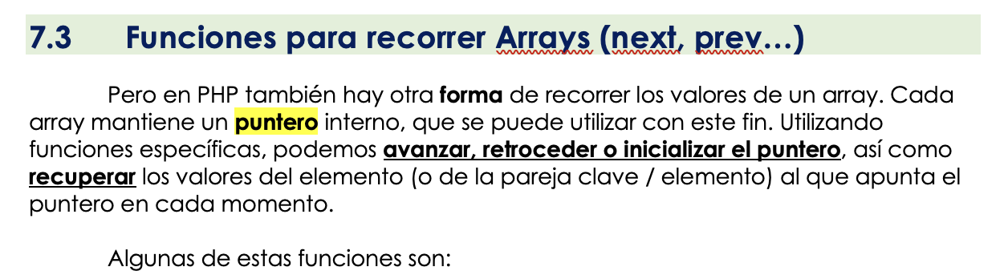 7.3 Funciones para recorrer Arrays (next, prev…)
Pero en PHP también hay otra forma de recorrer los valores de un array. Cada
array mantiene un puntero interno, que se puede utilizar con este fin. Utilizando
funciones específicas, podemos avanzar, retroceder o inicializar el puntero, así como
recuperar los valores del elemento (o de la pareja clave / elemento) al que apunta el
puntero en cada momento.
Algunas de estas funciones son: